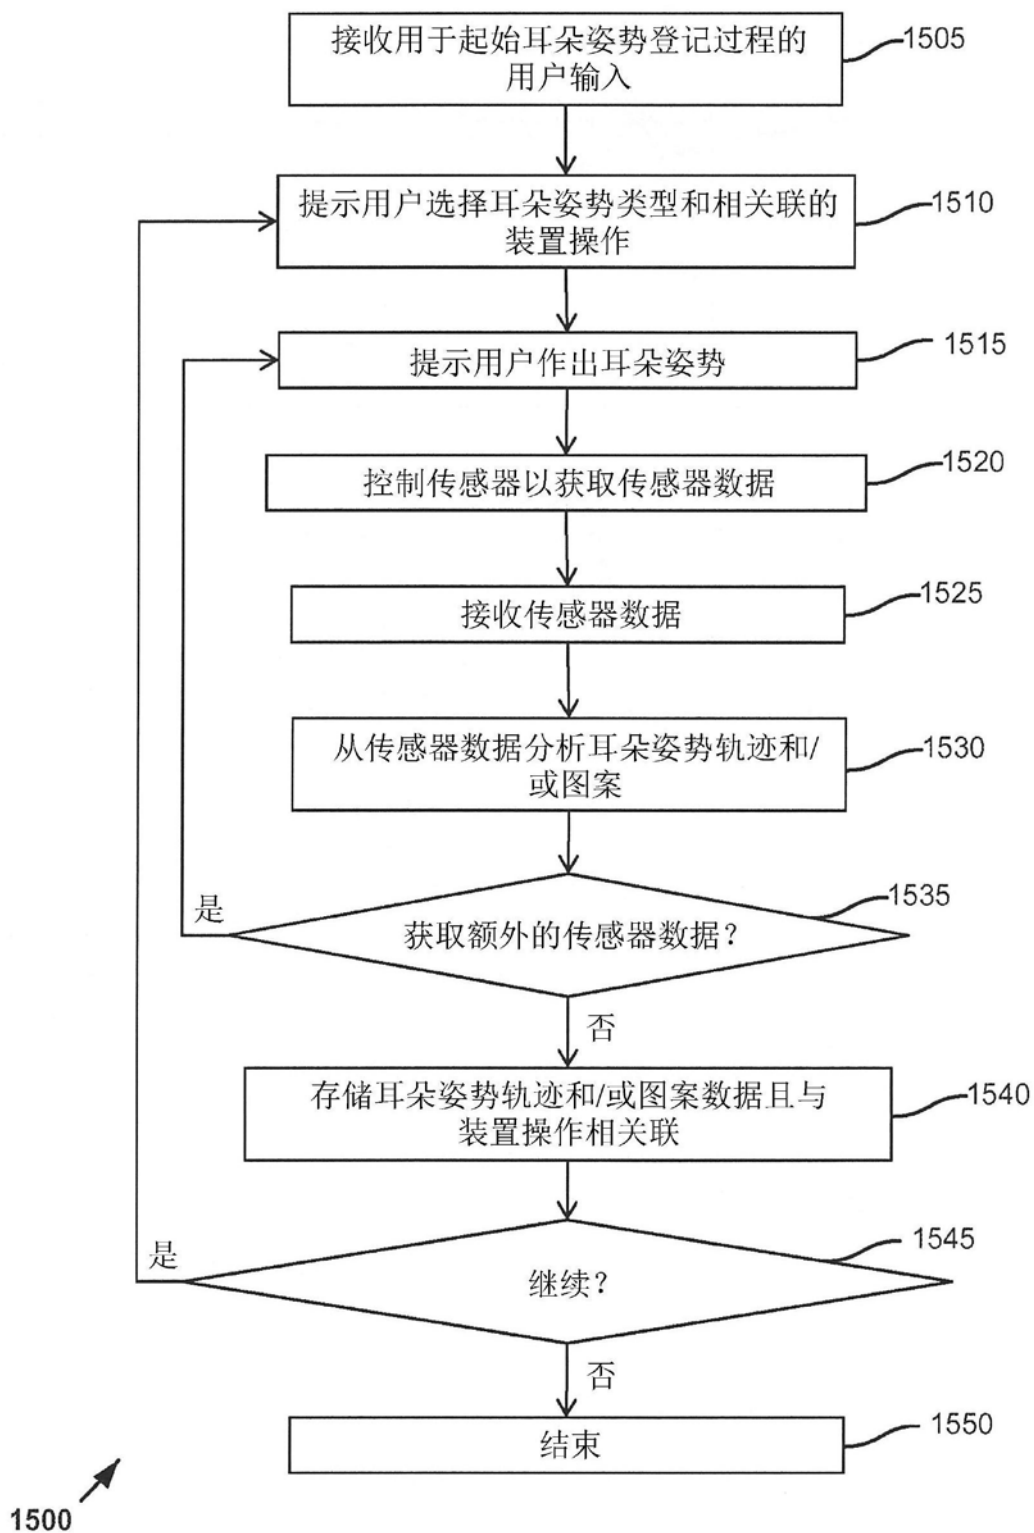 接收用于起始耳朵姿势登记过程的
用户输入
1505
提示用户选择耳朵姿势类型和相关联的
装置操作
1510
提示用户作出耳朵姿势
1515
控制传感器以获取传感器数据
1520
接收传感器数据
1525
从传感器数据分析耳朵姿势轨迹和/
或图案
1530
获取额外的传感器数据？
1535
是
否
存储耳朵姿势轨迹和/或图案数据且与
装置操作相关联
1540
继续？
1545
是
否
结束
1550
1500